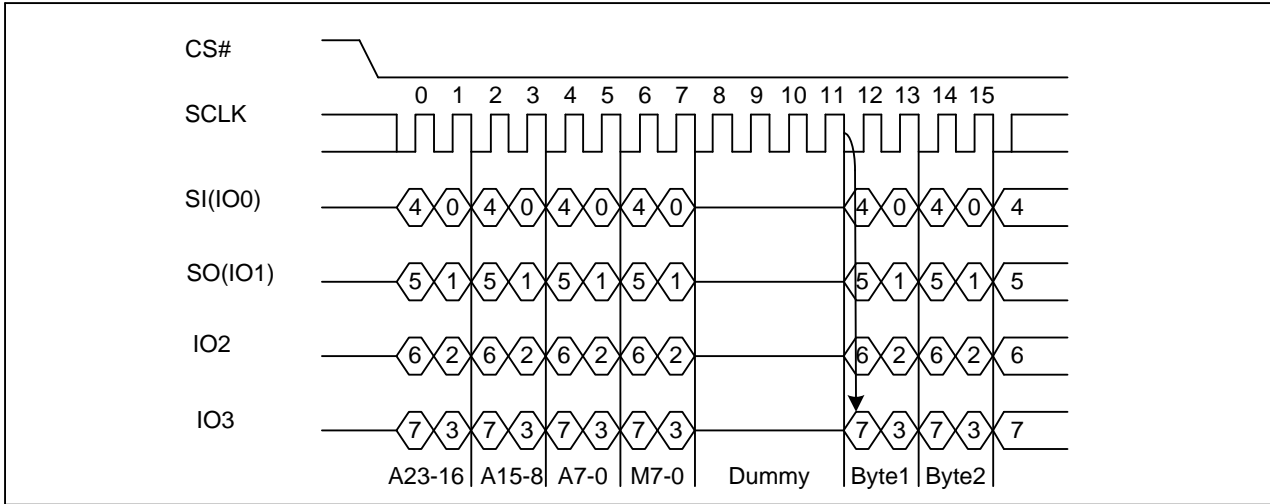 CS#
0 1 2 3 4 5 6 7 8 9 10 11 12 13 14 15
SCLK
SI(IO0) 4 0 4 0 4 0 4 0 4 0 4 0 4
SO(IO1) 5 1 5 1 5 1 5 1 5 1 5 1 5
IO2 6 2 6 2 6 2 6 2 6 2 6 2 6
IO3 7 3 7 3 7 3 7 3 7 3 7 3 7
A23-16 A15-8 A7-0 M7-0 Dummy Byte1 Byte2